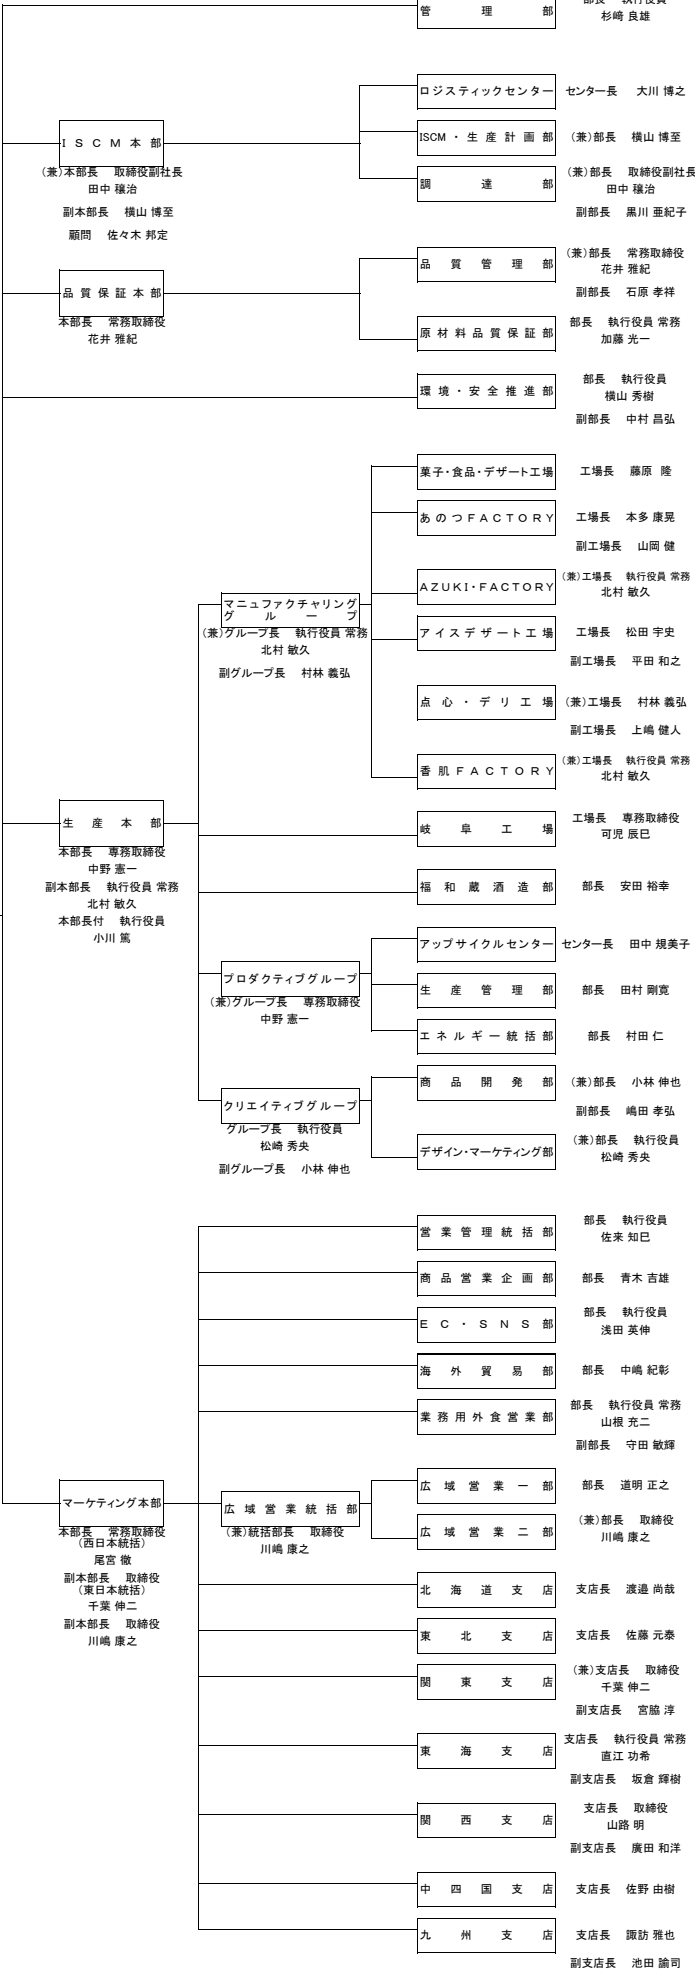 管理部
部長 執行役員
杉﨑 良雄
ロジスティックセンター
センター長 大川 博之
ISCM本部
(兼)本部長 取締役副社長
田中 穣治
副本部長 横山 博至
顧問 佐々木 邦定
ISCM・生産計画部
(兼)部長 横山 博至
調達部
(兼)部長 取締役副社長
田中 穣治
副部長 黒川 亜紀子
品質保証本部
本部長 常務取締役
花井 雅紀
品質管理部
(兼)部長 常務取締役
花井 雅紀
副部長 石原 孝祥
原材料品質保証部
部長 執行役員 常務
加藤 光一
環境・安全推進部
部長 執行役員
横山 秀樹
副部長 中村 昌弘
生産本部
本部長 専務取締役
中野 憲一
副本部長 執行役員 常務
北村 敏久
本部長付 執行役員
小川 篤
マニュファクチャリング
グループ
(兼)グループ長 執行役員 常務
北村 敏久
副グループ長 村林 義弘
菓子・食品・デザート工場
工場長 藤原 隆
あのつFACTORY
工場長 本多 康晃
副工場長 山岡 健
AZUKI・FACTORY
(兼)工場長 執行役員 常務
北村 敏久
アイスデザート工場
工場長 松田 宇史
副工場長 平田 和之
点心・デリ工場
(兼)工場長 村林 義弘
副工場長 上嶋 健人
香肌FACTORY
(兼)工場長 執行役員 常務
北村 敏久
岐阜工場
工場長 専務取締役
可児 辰巳
福和蔵酒造部
部長 安田 裕幸
プロダクティブグループ
(兼)グループ長 専務取締役
中野 憲一
アップサイクルセンター
センター長 田中 規美子
生産管理部
部長 田村 剛寛
エネルギー統括部
部長 村田 仁
クリエイティブグループ
グループ長 執行役員
松崎 秀央
副グループ長 小林 伸也
商品開発部
(兼)部長 小林 伸也
副部長 嶋田 孝弘
デザイン・マーケティング部
(兼)部長 執行役員
松崎 秀央
マーケティング本部
本部長 常務取締役
(西日本統括)
尾宮 徹
副本部長 取締役
(東日本統括)
千葉 伸二
副本部長 取締役
川嶋 康之
営業管理統括部
部長 執行役員
佐来 知巳
商品営業企画部
部長 青木 吉雄
EC・SNS部
部長 執行役員
浅田 英伸
海外貿易部
部長 中嶋 紀彰
業務用外食営業部
部長 執行役員 常務
山根 充二
副部長 守田 敏輝
広域営業統括部
(兼)統括部長 取締役
川嶋 康之
広域営業一部
部長 道明 正之
広域営業二部
(兼)部長 取締役
川嶋 康之
北海道支店
支店長 渡邉 尚哉
東北支店
支店長 佐藤 元泰
関東支店
(兼)支店長 取締役
千葉 伸二
副支店長 宮脇 淳
東海支店
支店長 執行役員 常務
直江 功希
副支店長 坂倉 輝樹
関西支店
支店長 取締役
山路 明
副支店長 廣田 和洋
中四国支店
支店長 佐野 由樹
九州支店
支店長 諏訪 雅也
副支店長 池田 諭司